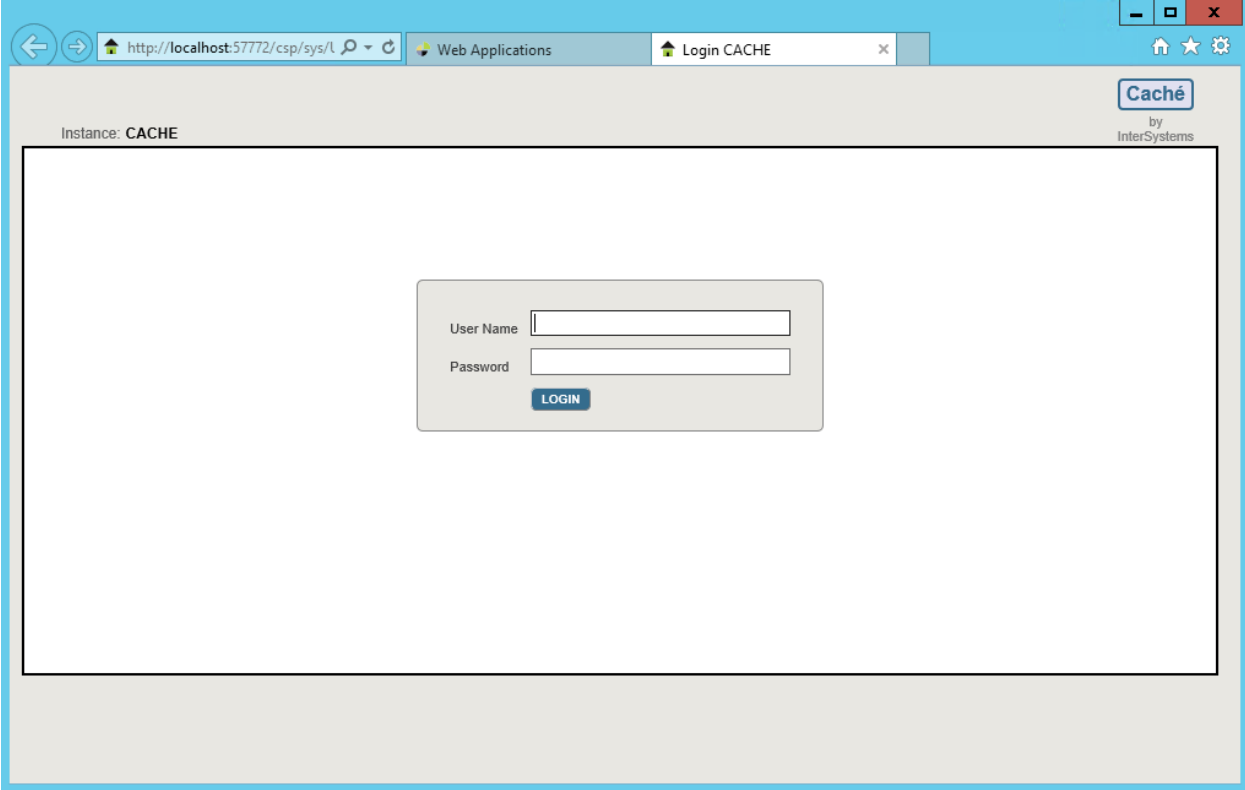 http://localhost:57772/csp/sys/l
Web Applications
Login CACHE
Caché
by
InterSystems
Instance: CACHE
User Name
Password
LOGIN